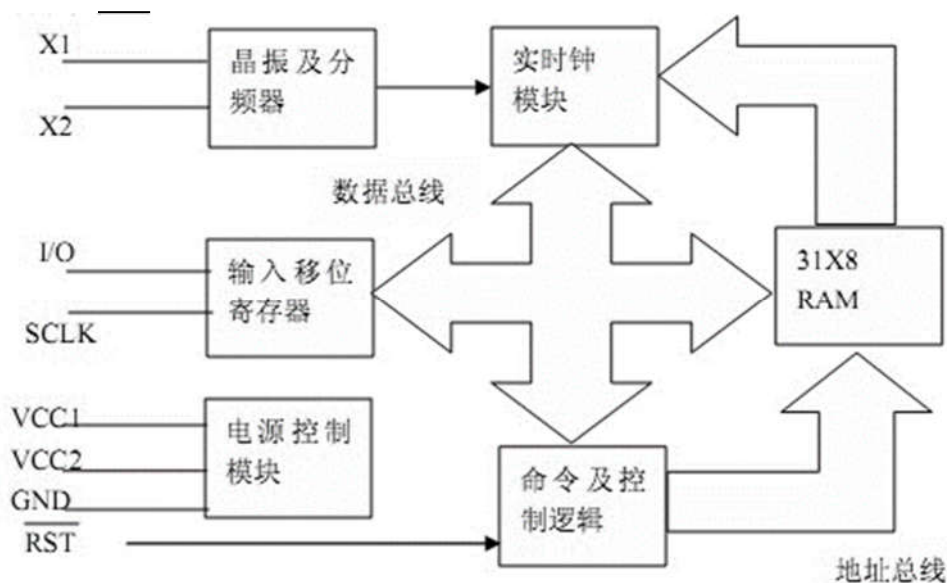 X1
X2
晶振及分
频器
实时钟
模块
数据总线
I/O
SCLK
输入移位
寄存器
31X8
RAM
VCC1
VCC2
GND
RST
电源控制
模块
命令及控
制逻辑
地址总线